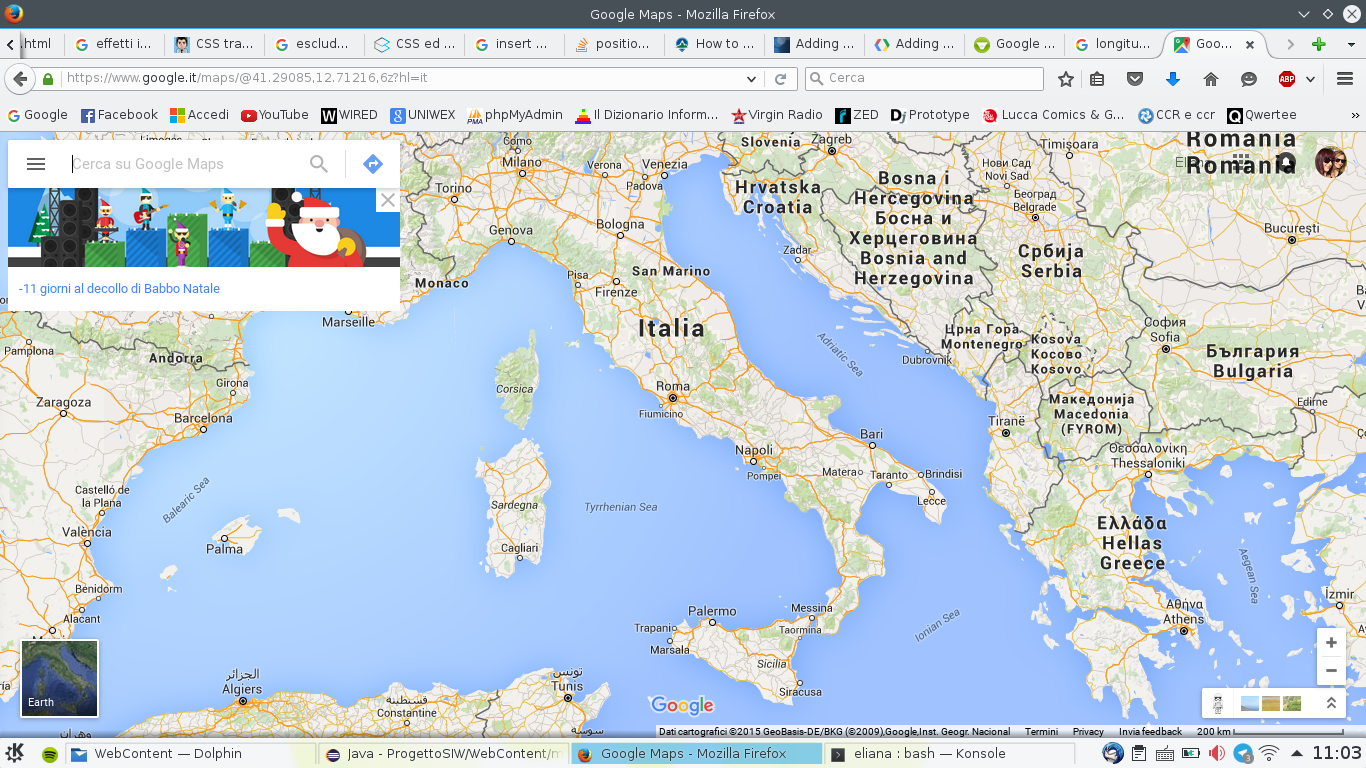 Google Maps - Mozilla Firefox
.html
effetti i...
CSS tra...
esclud...
CSS ed ...
insert ...
positio...
How to ...
Adding ...
Adding ...
Google ...
longitu...
Goo...
https://www.google.it/maps/@41.29085,12.71216,6z?hl=it
Cerca
ABP
Google
Facebook
Accedi
YouTube
WIRED
UNIWEX
phpMyAdmin
Il Dizionario Inform...
Virgin Radio
ZED
Prototype
Lucca Comics & G...
CCR e ccr
Qwertee
Cerca su Google Maps
-11 giorni al decollo di Babbo Natale
Como
Milano
Verona
Venezia
Padova
Torino
Slovenia
Zagreb
Hrvatska
Croatia
Bosna i
Hercegovina
Босна и
Херцеговина
Bosnia and
Herzegovina
Timișoara
Romania
Romania
Нови Сад
Novi Sad
Београд
Belgrade
București
Genova
Bologna
Zadar
Србија
Serbia
Monaco
Pisa
San Marino
Firenze
Marseille
Italia
Црна Гора
Montenegro
Kosova
Косово
Kosovo
София
Sofia
България
Bulgaria
Adriatic Sea
Dubrovnik
Pamplona
Andorra
Girona
Corsica
Roma
Fiumicino
Македонија
Macedonia
(FYROM)
Edirne
Zaragoza
Barcelona
Tiranë
Bari
Napoli
Pompei
Matera
Taranto
Brindisi
Lecce
Θεσσαλονίκη
Thessaloniki
Castelló de
la Plana
Balearic Sea
Sardegna
Tyrrhenian Sea
València
Palma
Cagliari
Ελλάδα
Hellas
Greece
Aegean Sea
Benidorm
Alacant
İzmir
Palermo
Messina
Trapani
Taormina
Marsala
Ionian Sea
Αθήνα
Athens
Sicilia
Siracusa
الجزائر
Algiers
تونس
Tunis
قسنطينة
Constantine
سوسة
وهران
Earth
Google
Dati cartografici ©2015 GeoBasis-DE/BKG (©2009),Google,Inst. Geogr. Nacional
Termini
Privacy
Invia feedback
200 km
WebContent — Dolphin
Java - ProgettoSIW/WebContent/m
Google Maps - Mozilla Firefox
eliana : bash — Konsole
3
11:03